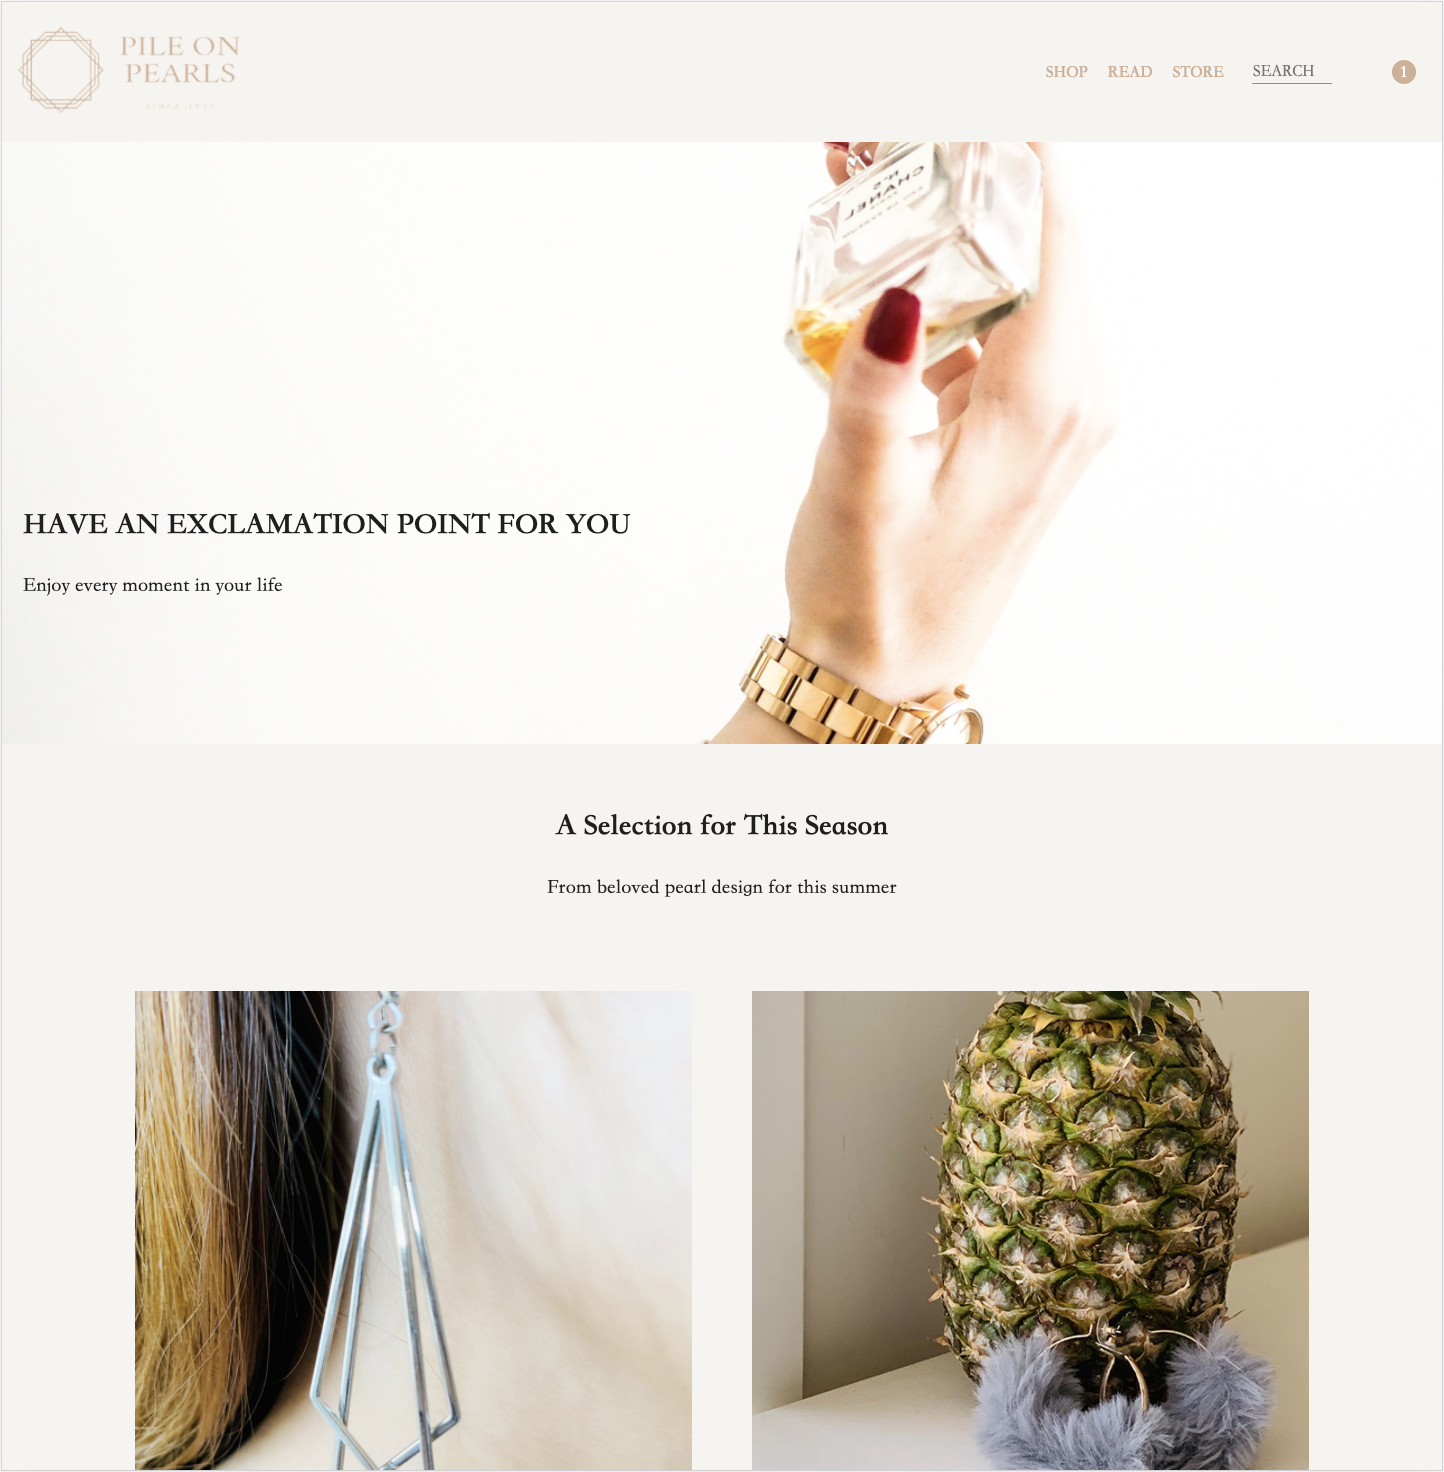 PILE ON
PEARLS
SHOP READ STORE SEARCH 1
CHANEL
HAVE AN EXCLAMATION POINT FOR YOU
Enjoy every moment in your life
A Selection for This Season
From beloved pearl design for this summer